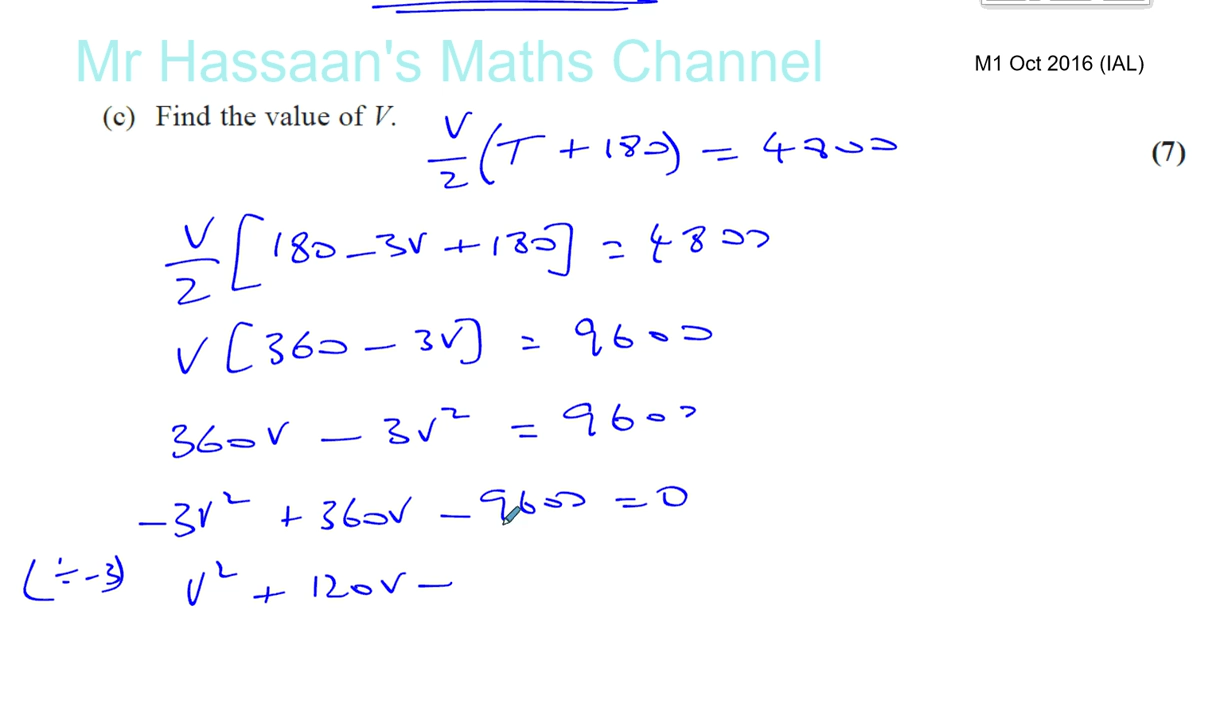 Mr Hassaan's Maths Channel
M1 Oct 2016 (IAL)
(c) Find the value of V.
V/2 (T + 180) = 4800
(7)
V/2 [180 - 3V + 180] = 4800
V [360 - 3V] = 9600
360V - 3V² = 9600
-3V² + 360V - 9600 = 0
(÷ -3) V² + 120V -